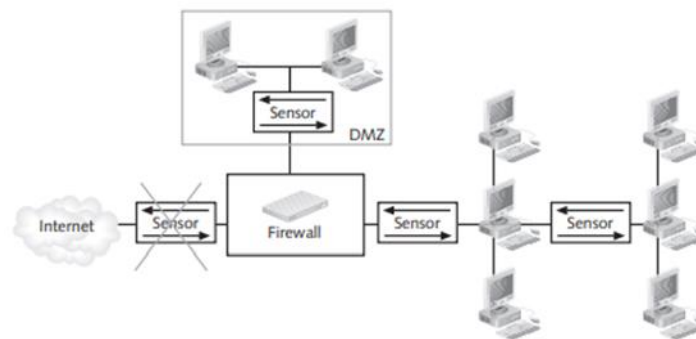 Sensor
DMZ
Internet
Sensor
Firewall
Sensor
Sensor